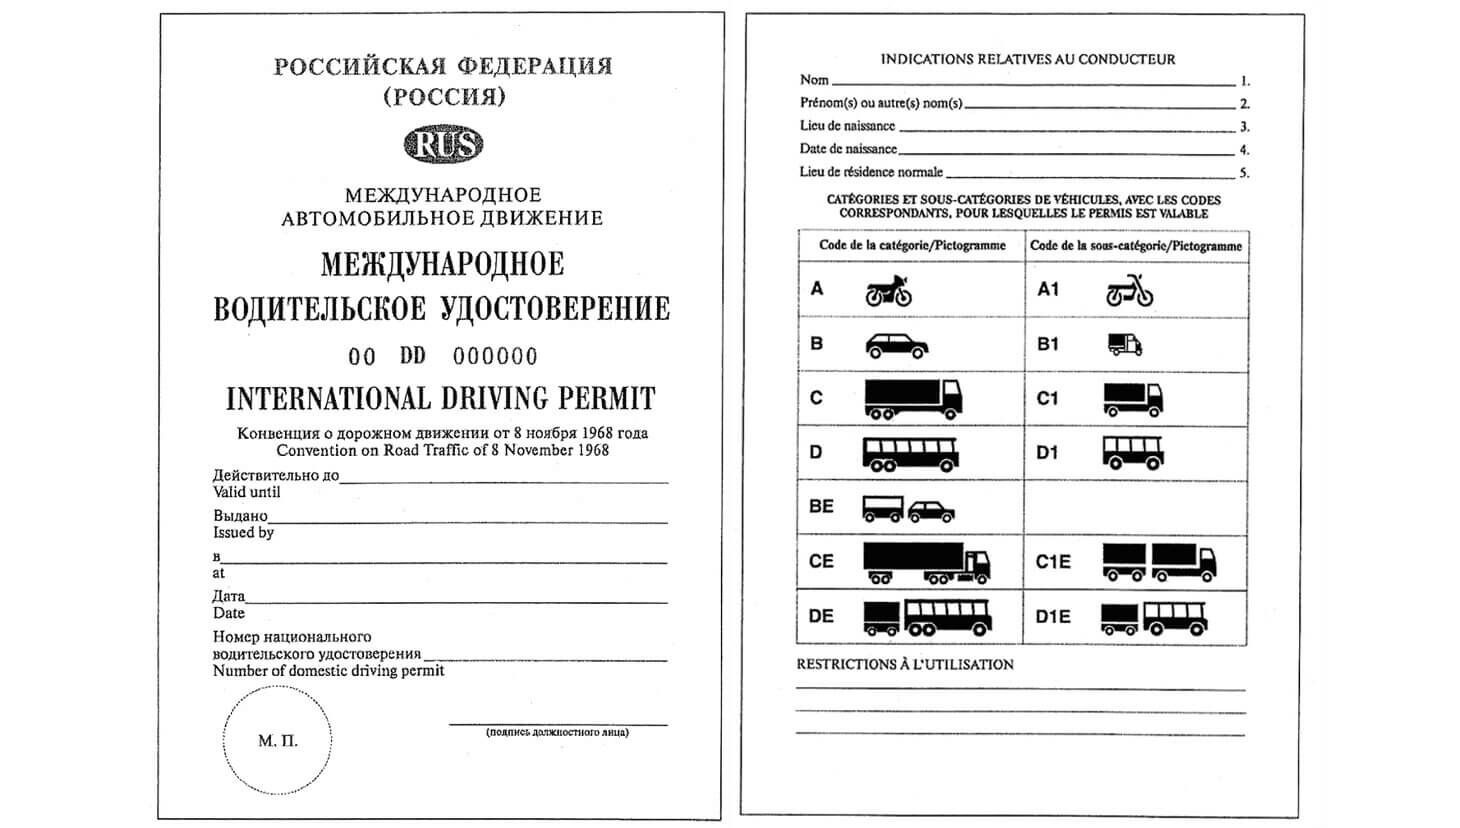 РОССИЙСКАЯ ФЕДЕРАЦИЯ
(РОССИЯ)
RUS
МЕЖДУНАРОДНОЕ
АВТОМОБИЛЬНОЕ ДВИЖЕНИЕ
МЕЖДУНАРОДНОЕ
ВОДИТЕЛЬСКОЕ УДОСТОВЕРЕНИЕ
00 DD 000000
INTERNATIONAL DRIVING PERMIT
Конвенция о дорожном движении от 8 ноября 1968 года
Convention on Road Traffic of 8 November 1968
Действительно до
Valid until
Выдано
Issued by
в
at
Дата
Date
Номер национального
водительского удостоверения
Number of domestic driving permit
М. П.
(подпись должностного лица)
INDICATIONS RELATIVES AU CONDUCTEUR
Nom 1.
Prénom(s) ou autre(s) nom(s) 2.
Lieu de naissance 3.
Date de naissance 4.
Lieu de résidence normale 5.
CATÉGORIES ET SOUS-CATÉGORIES DE VÉHICULES, AVEC LES CODES
CORRESPONDANTS, POUR LESQUELLES LE PERMIS EST VALABLE
Code de la catégorie/Pictogramme Code de la sous-catégorie/Pictogramme
A A1
B B1
C C1
D D1
BE
CE C1E
DE D1E
RESTRICTIONS À L'UTILISATION